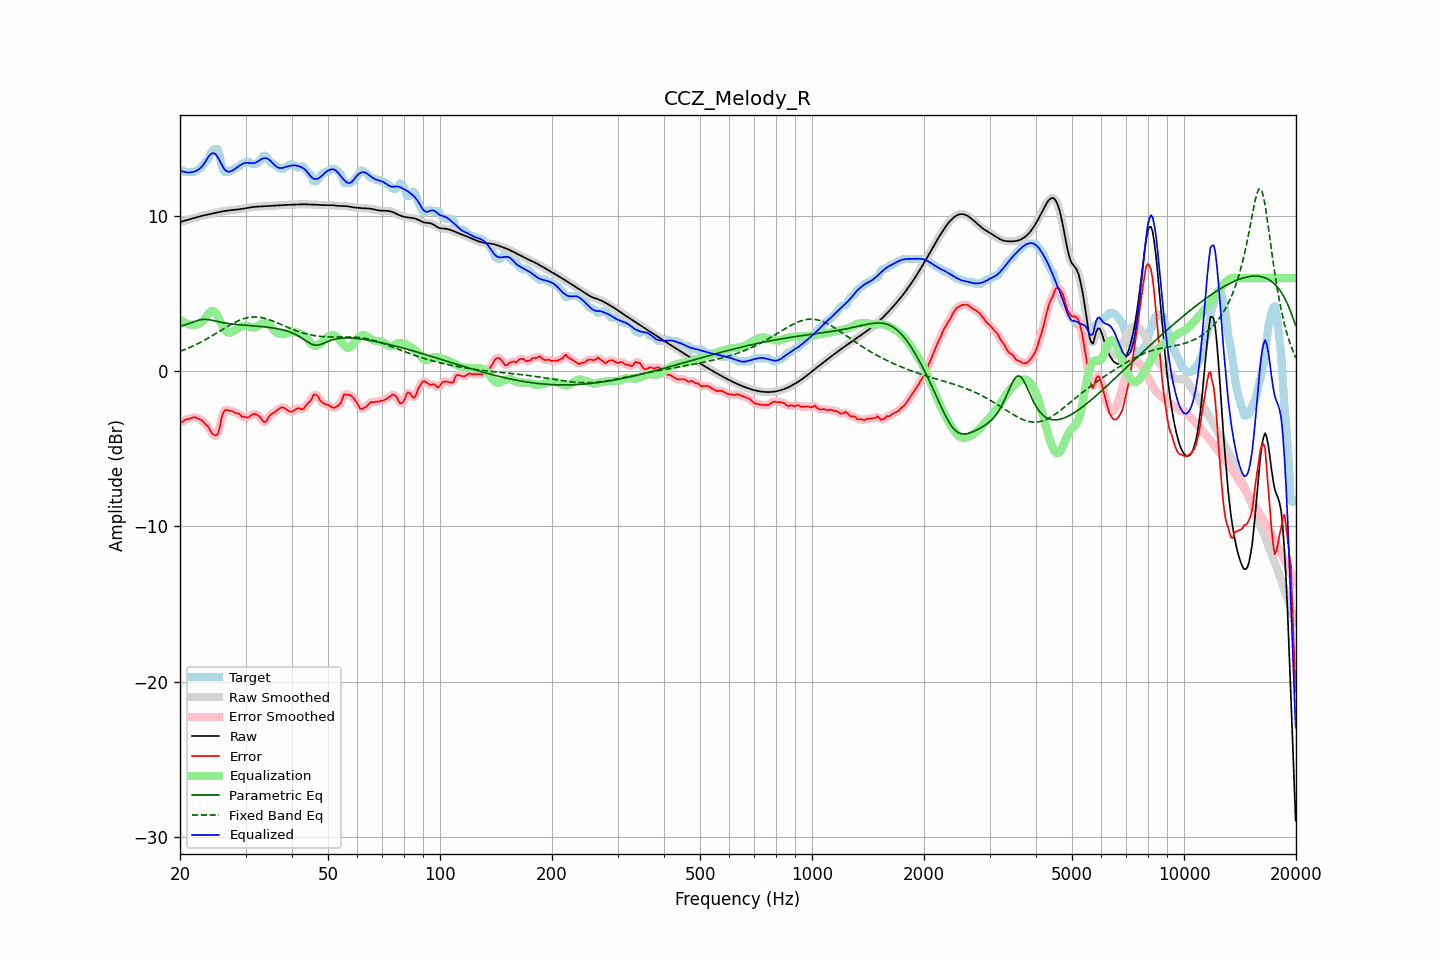 CCZ_Melody_R
Amplitude (dBr)
10
0
−10
−20
−30
Target
Raw Smoothed
Error Smoothed
Raw
Error
Equalization
Parametric Eq
Fixed Band Eq
Equalized
20 50 100 200 500 1000 2000 5000 10000 20000
Frequency (Hz)